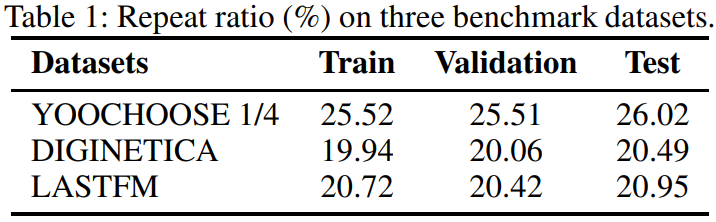 Table 1: Repeat ratio (%) on three benchmark datasets.
Datasets Train Validation Test
YOOCHOOSE 1/4 25.52 25.51 26.02
DIGINETICA 19.94 20.06 20.49
LASTFM 20.72 20.42 20.95